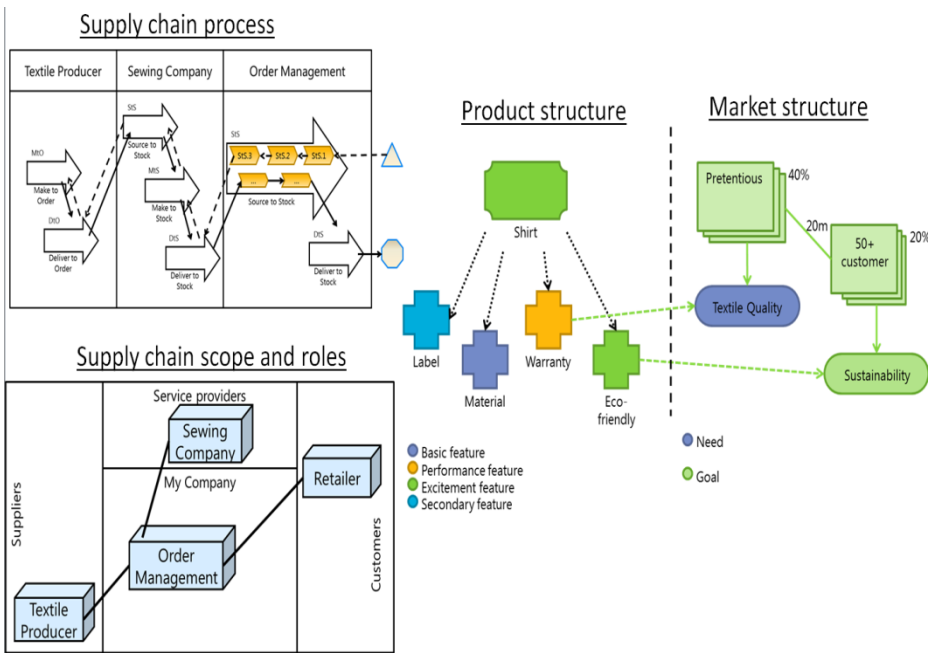 Supply chain process
Textile Producer
Sewing Company
Order Management
StS
Source to
Stock
MtO
Make to
Order
DtO
Deliver to
Order
MtS
Make to
Stock
DtS
Deliver to
Stock
StS
StS.3
StS.2
StS.1
...
...
Source to Stock
DtS
Deliver to
Stock
Supply chain scope and roles
Suppliers
Service providers
Sewing
Company
My Company
Order
Management
Textile
Producer
Retailer
Customers
Product structure
Shirt
Label
Material
Warranty
Eco-
friendly
Basic feature
Performance feature
Excitement feature
Secondary feature
Market structure
Pretentious
40%
20m
50+
customer
20%
Textile Quality
Sustainability
Need
Goal